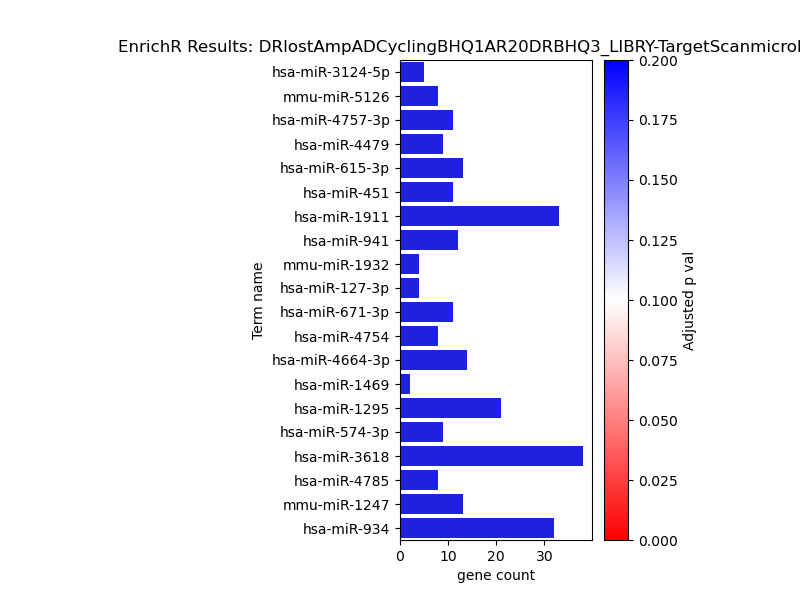 EnrichR Results: DRlostAmpADCyclingBHQ1AR20DRBHQ3_LIBRY-TargetScanmicroR
hsa-miR-3124-5p
mmu-miR-5126
hsa-miR-4757-3p
hsa-miR-4479
hsa-miR-615-3p
hsa-miR-451
hsa-miR-1911
hsa-miR-941
mmu-miR-1932
hsa-miR-127-3p
hsa-miR-671-3p
hsa-miR-4754
hsa-miR-4664-3p
hsa-miR-1469
hsa-miR-1295
hsa-miR-574-3p
hsa-miR-3618
hsa-miR-4785
mmu-miR-1247
hsa-miR-934
Term name
0 10 20 30
gene count
0.200
0.175
0.150
0.125
0.100
0.075
0.050
0.025
0.000
Adjusted p val